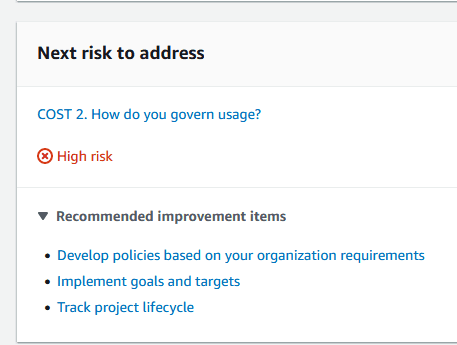 Next risk to address
COST 2. How do you govern usage?
High risk
Recommended improvement items
Develop policies based on your organization requirements
Implement goals and targets
Track project lifecycle